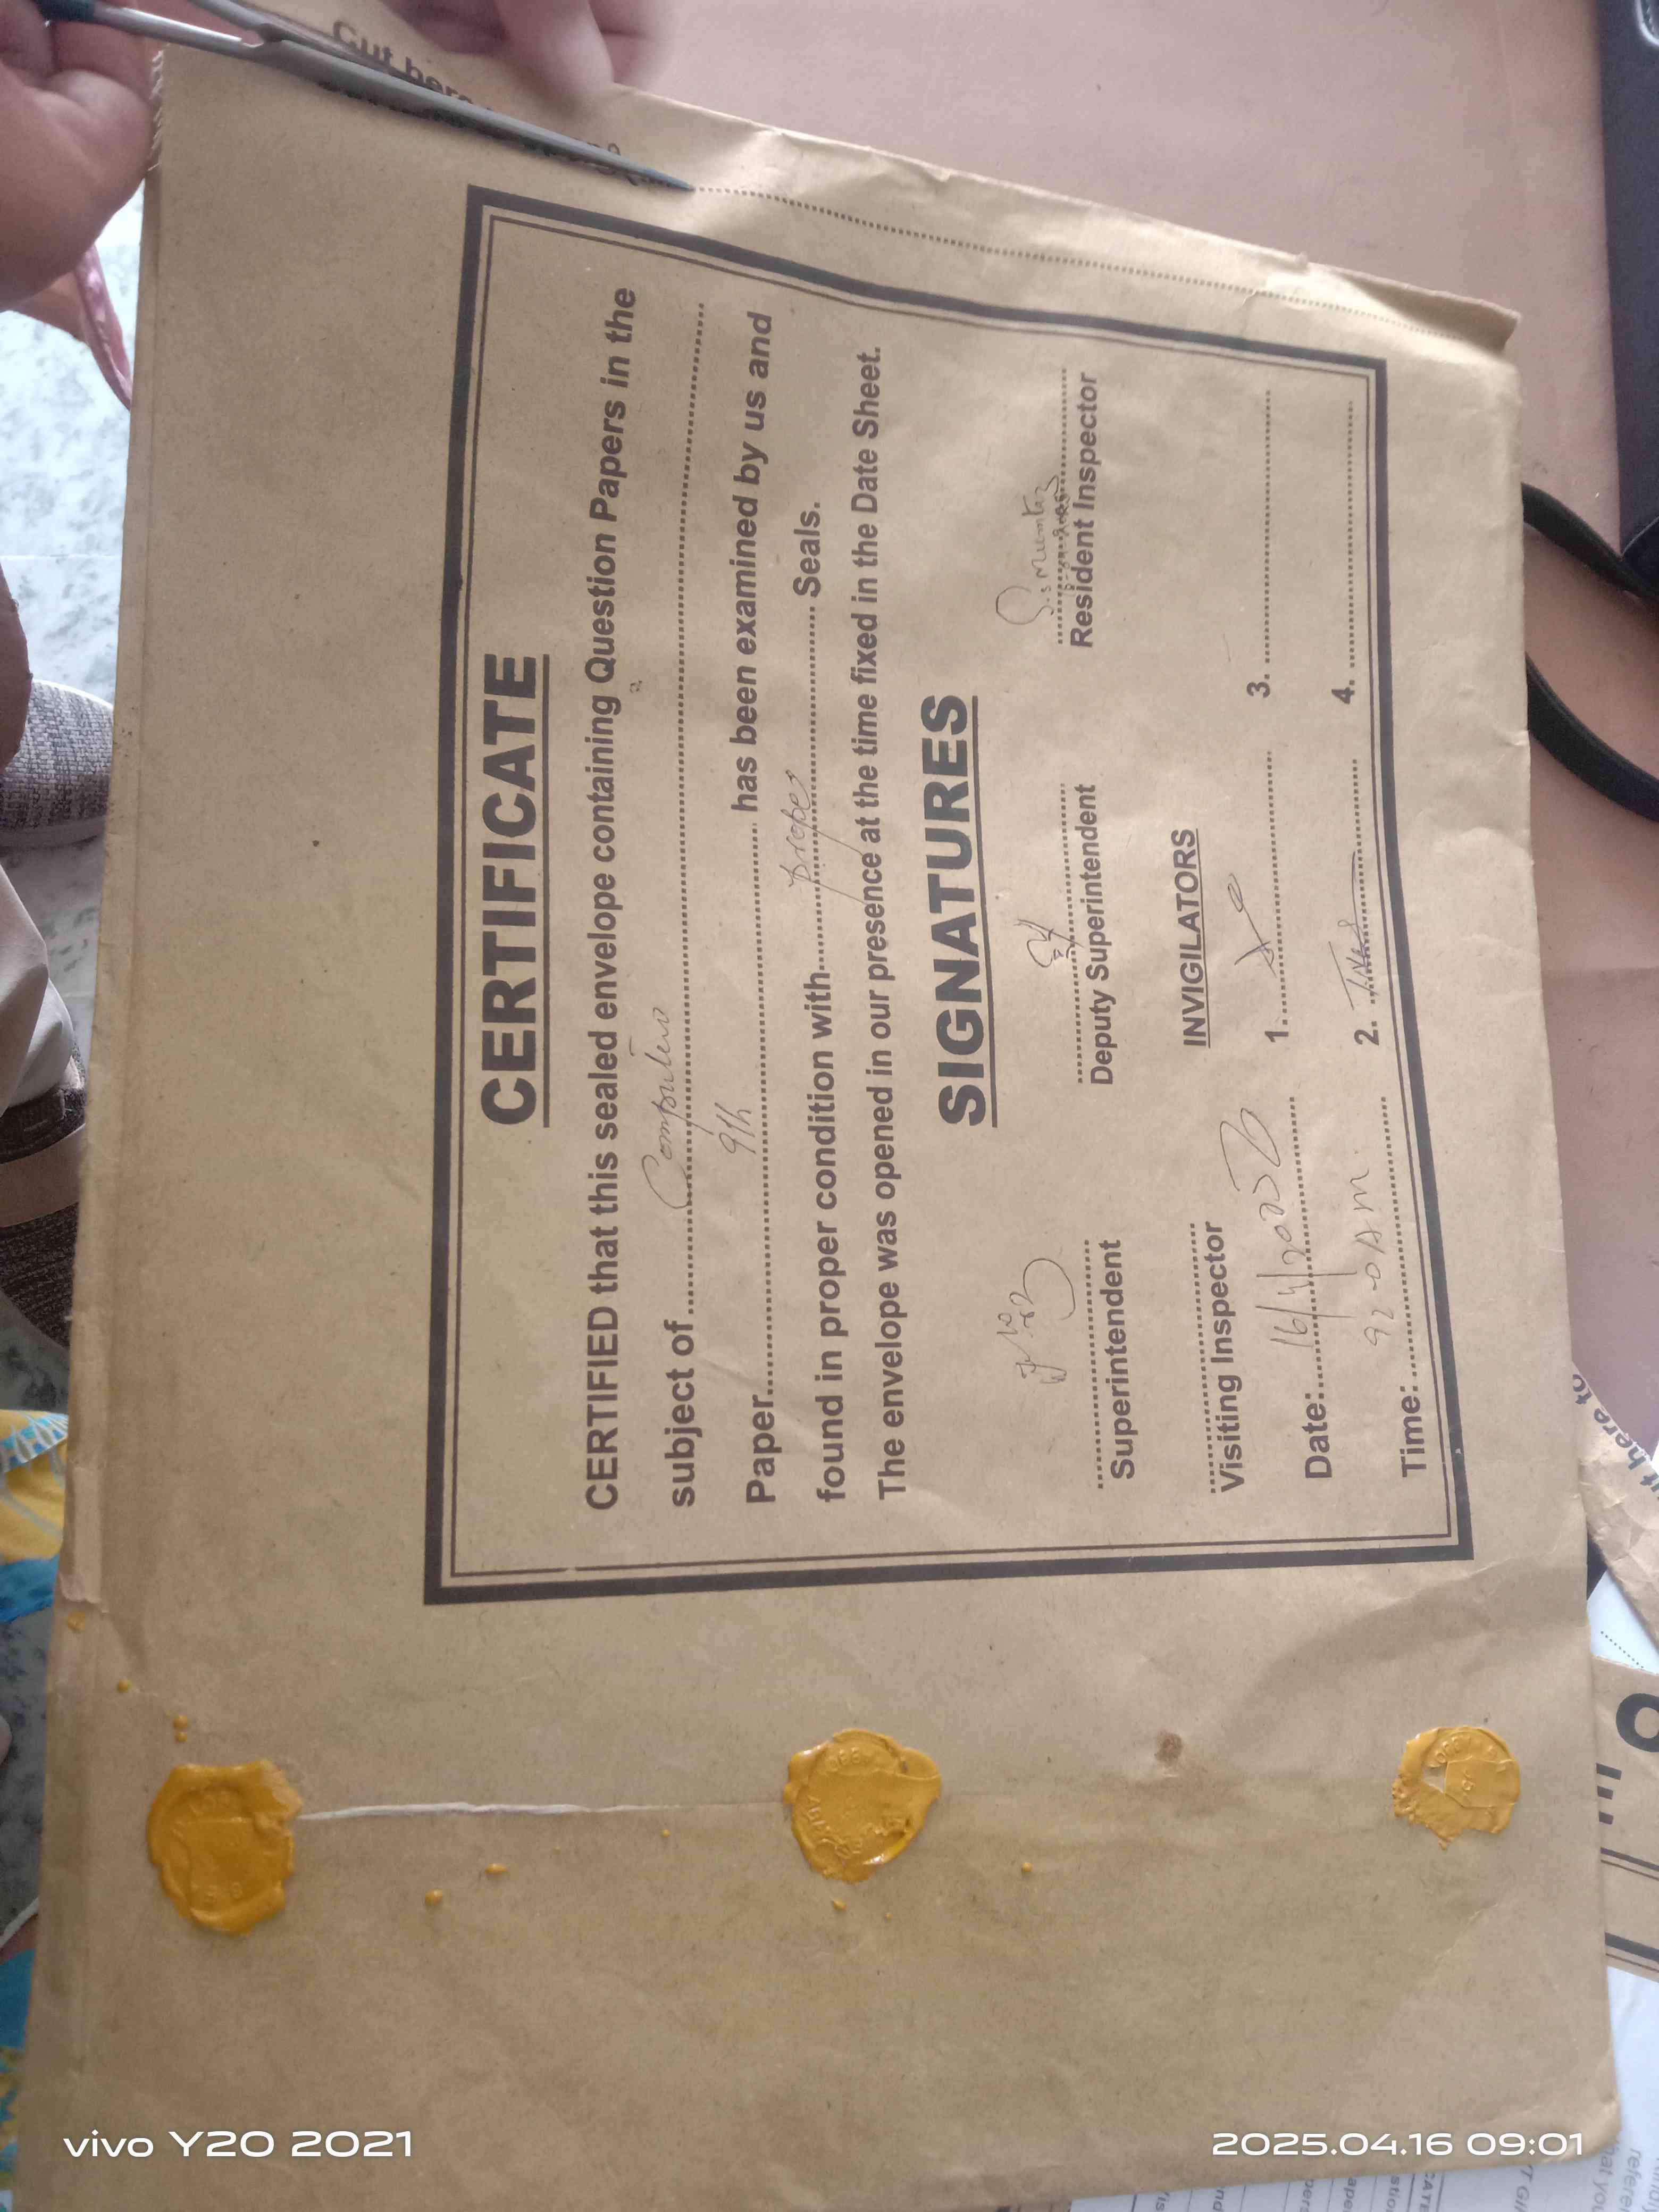 Cut here
CERTIFICATE
CERTIFIED that this sealed envelope containing Question Papers in the
subject of Computer
Paper 9th has been examined by us and
found in proper condition with proper Seals.
The envelope was opened in our presence at the time fixed in the Date Sheet.
SIGNATURES
Superintendent Deputy Superintendent Resident Inspector
Visiting Inspector INVIGILATORS
Date: 16/4/2025 1. 3.
Time: AM 2. 4.
vivo Y20 2021
2025.04.16 09:01